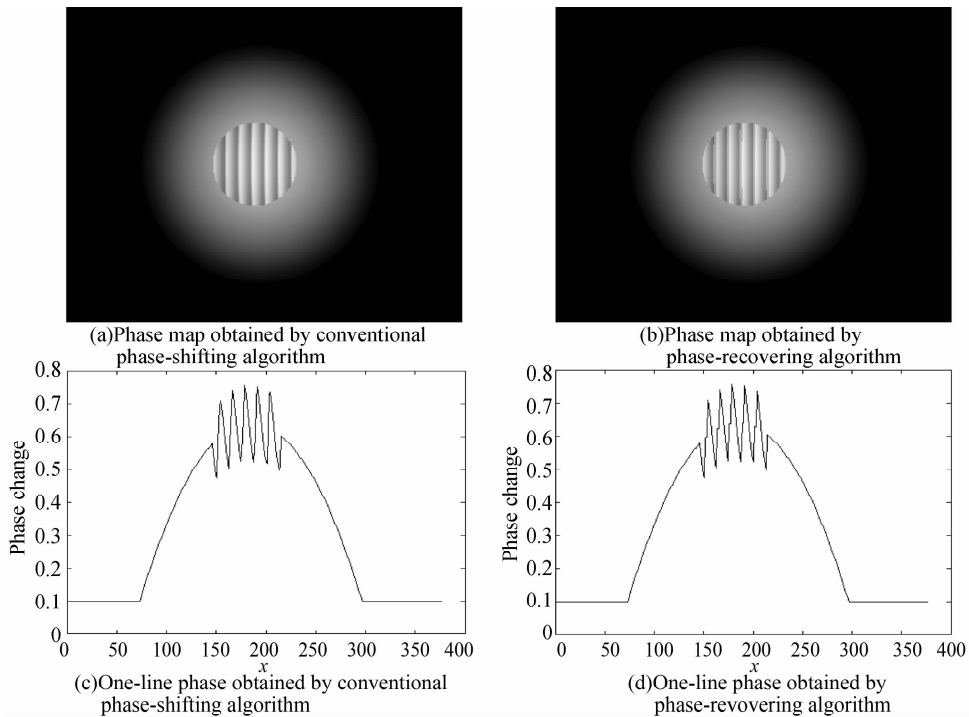 (a)Phase map obtained by conventional
phase-shifting algorithm
(b)Phase map obtained by
phase-recovering algorithm
0.8
0.7
0.6
0.5
0.4
0.3
0.2
0.1
0
Phase change
0 50 100 150 200 250 300 350 400
x
(c)One-line phase obtained by conventional
phase-shifting algorithm
0.8
0.7
0.6
0.5
0.4
0.3
0.2
0.1
0
Phase change
0 50 100 150 200 250 300 350 400
x
(d)One-line phase obtained by
phase-revovering algorithm